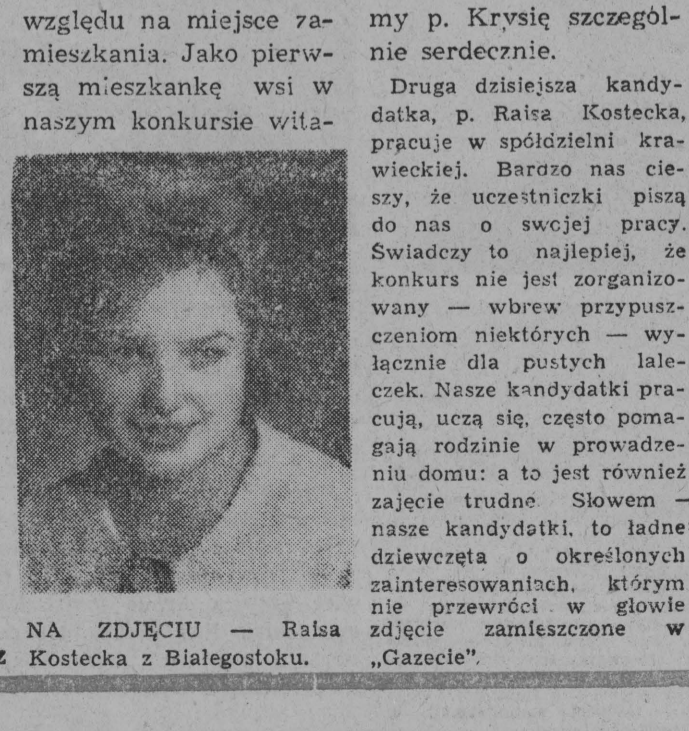 względu na miejsce za-
mieszkania. Jako pierw-
szą mieszkankę wsi w
naszym konkursie wita-
NA ZDJĘCIU — Raisa
Kostecka z Białegostoku.
my p. Krysię szczegól-
nie serdecznie.
Druga dzisiejsza kandy-
datka, p. Raisa Kostecka,
pracuje w spółdzielni kra-
wieckiej. Bardzo nas cie-
szy, że uczestniczki piszą
do nas o swojej pracy.
Świadczy to najlepiej, że
konkurs nie jest zorganizo-
wany — wbrew przypusz-
czeniom niektórych — wy-
łącznie dla pustych lale-
czek. Nasze kandydatki pra-
cują, uczą się, często poma-
gają rodzinie w prowadze-
niu domu: a to jest również
zajęcie trudne. Słowem —
nasze kandydatki, to ładne
dziewczęta o określonych
zainteresowaniach, którym
nie przewróci w głowie
zdjęcie zamieszczone w
„Gazecie”.